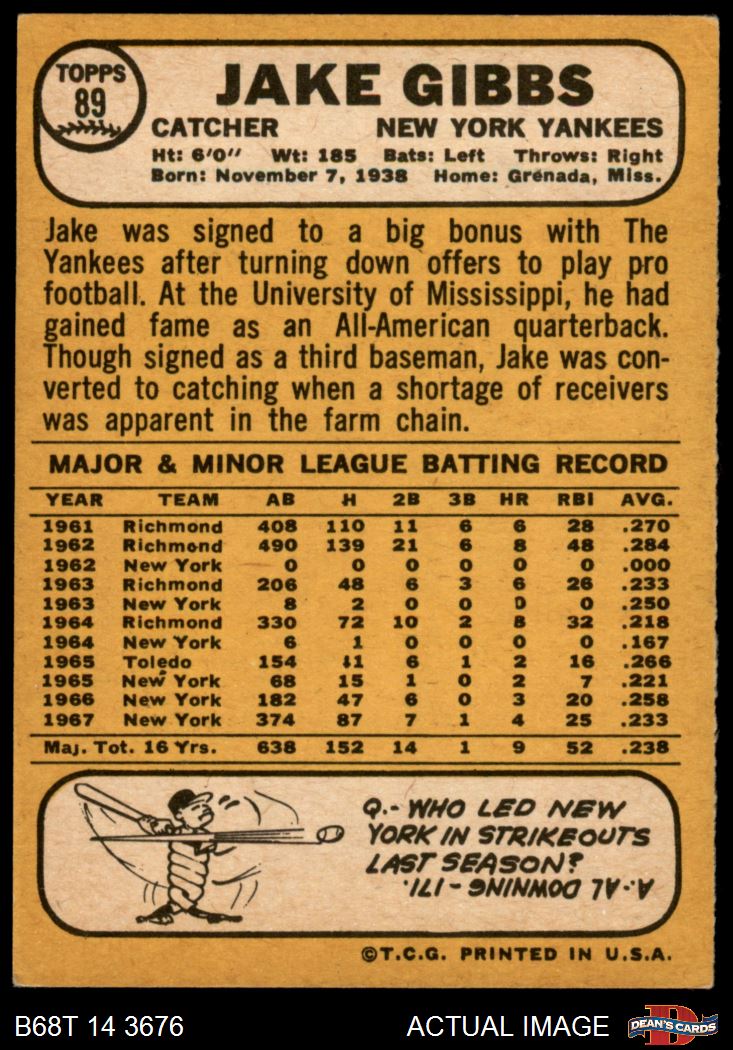 TOPPS
89
JAKE GIBBS
CATCHER NEW YORK YANKEES
Ht: 6'0" Wt: 185 Bats: Left Throws: Right
Born: November 7, 1938 Home: Grenada, Miss.
Jake was signed to a big bonus with The
Yankees after turning down offers to play pro
football. At the University of Mississippi, he had
gained fame as an All-American quarterback.
Though signed as a third baseman, Jake was con-
verted to catching when a shortage of receivers
was apparent in the farm chain.
MAJOR & MINOR LEAGUE BATTING RECORD
YEAR TEAM AB H 2B 3B HR RBI AVG.
1961 Richmond 408 110 11 6 6 28 .270
1962 Richmond 490 139 21 6 8 48 .284
1962 New York 0 0 0 0 0 0 .000
1963 Richmond 206 48 6 3 6 26 .233
1963 New York 8 2 0 0 0 0 .250
1964 Richmond 330 72 10 2 8 32 .218
1964 New York 6 1 0 0 0 0 .167
1965 Toledo 154 41 6 1 2 16 .266
1965 New York 68 15 1 0 2 7 .221
1966 New York 182 47 6 0 3 20 .258
1967 New York 374 87 7 1 4 25 .233
Maj. Tot. 16 Yrs. 638 152 14 1 9 52 .238
Q.- WHO LED NEW
YORK IN STRIKEOUTS
LAST SEASON?
A.- AL DOWNING - 171.
©T.C.G. PRINTED IN U.S.A.
B68T 14 3676 ACTUAL IMAGE D DEAN'S CARDS